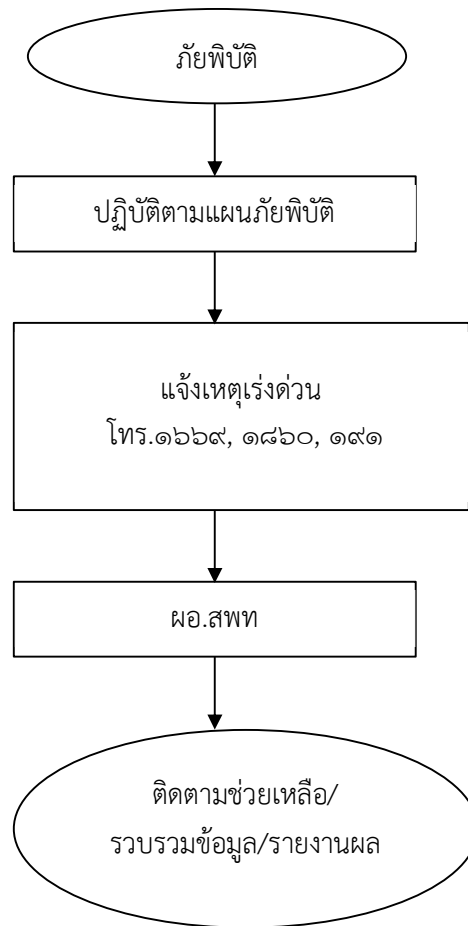 ภัยพิบัติ
ปฏิบัติตามแผนภัยพิบัติ
แจ้งเหตุเร่งด่วน
โทร.๑๖๖๙, ๑๘๖๐, ๑๙๑
ผอ.สพท
ติดตามช่วยเหลือ/
รวบรวมข้อมูล/รายงานผล